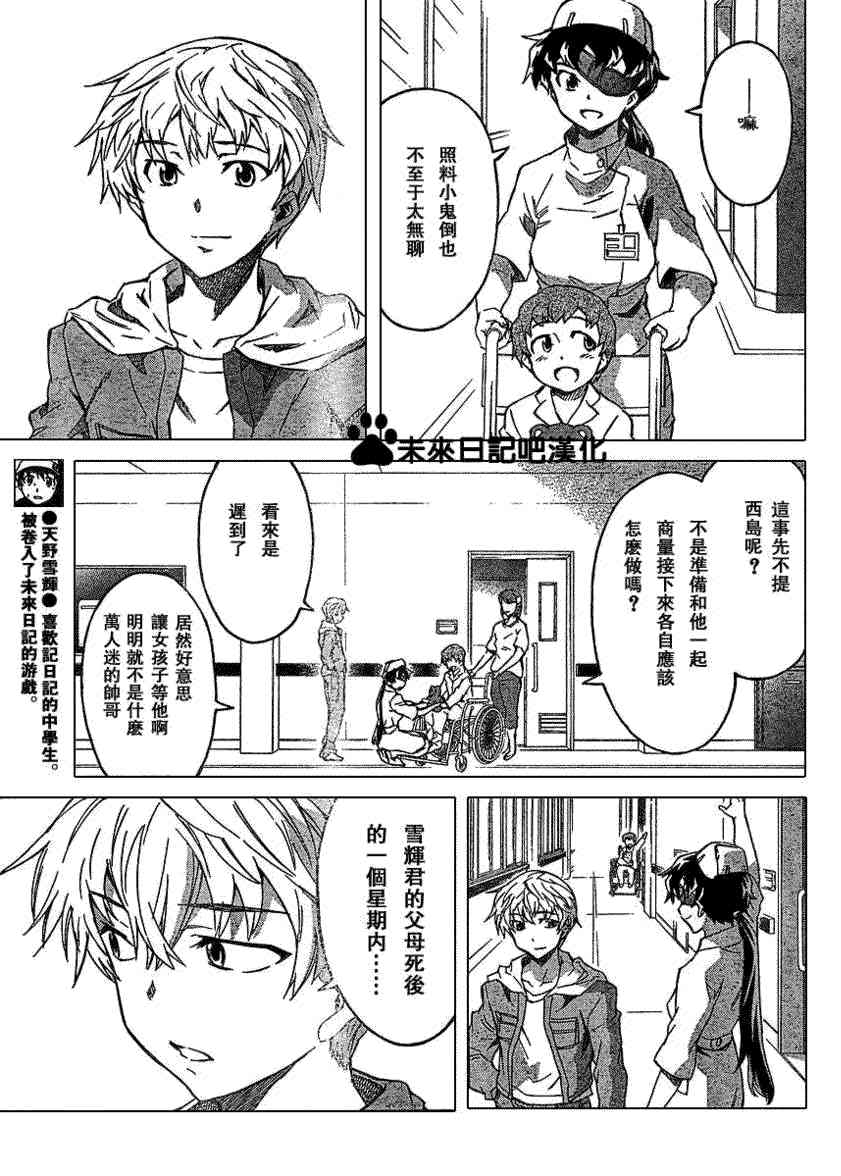 ──嘛
照料小鬼倒也
不至于太無聊
未來日記吧漢化
這事先不提
西島呢？
不是準備和他一起
商量接下來各自應該
怎麽做嗎？
看來是
遲到了
居然好意思
讓女孩子等他啊
明明就不是什麽
萬人迷的帥哥
●天野雪輝●喜歡記日記的中學生。
被卷入了未來日記的游戲。
雪輝君的父母死後
的一個星期内……